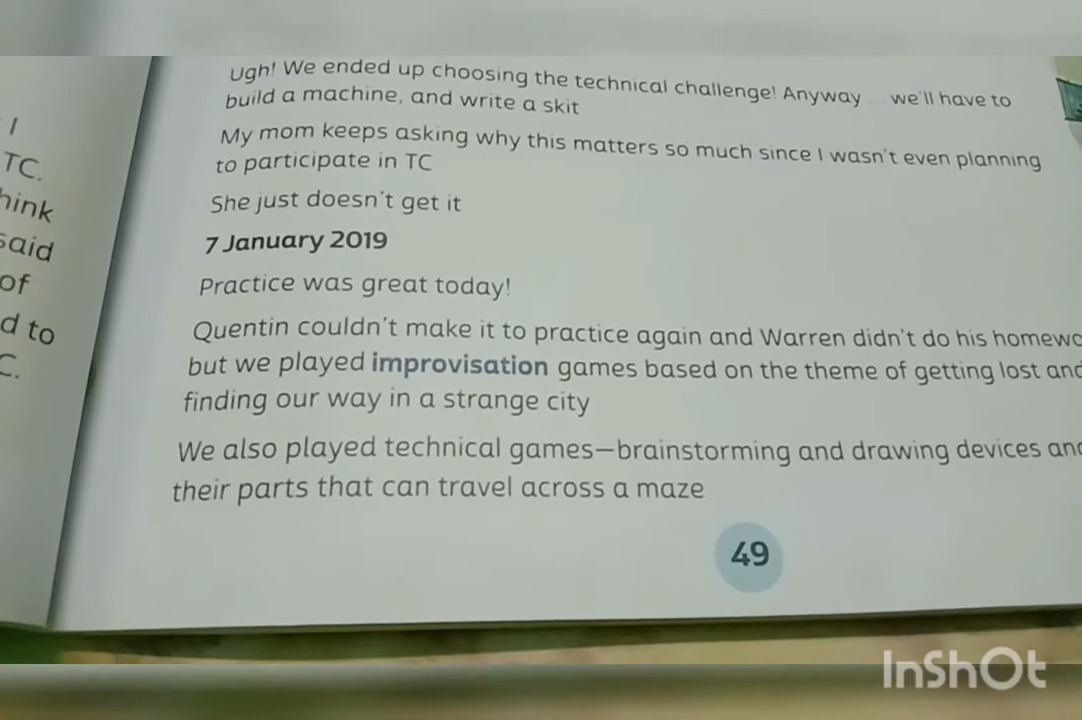 I
TC.
said
of
d to
C.
Ugh! We ended up choosing the technical challenge! Anyway ... we'll have to
build a machine, and write a skit
My mom keeps asking why this matters so much since I wasn't even planning
to participate in TC
She just doesn't get it
7 January 2019
Practice was great today!
Quentin couldn't make it to practice again and Warren didn't do his
but we played improvisation games based on the theme of getting lost and
finding our way in a strange city
We also played technical games—brainstorming and drawing devices and
their parts that can travel across a maze
49
InShOt